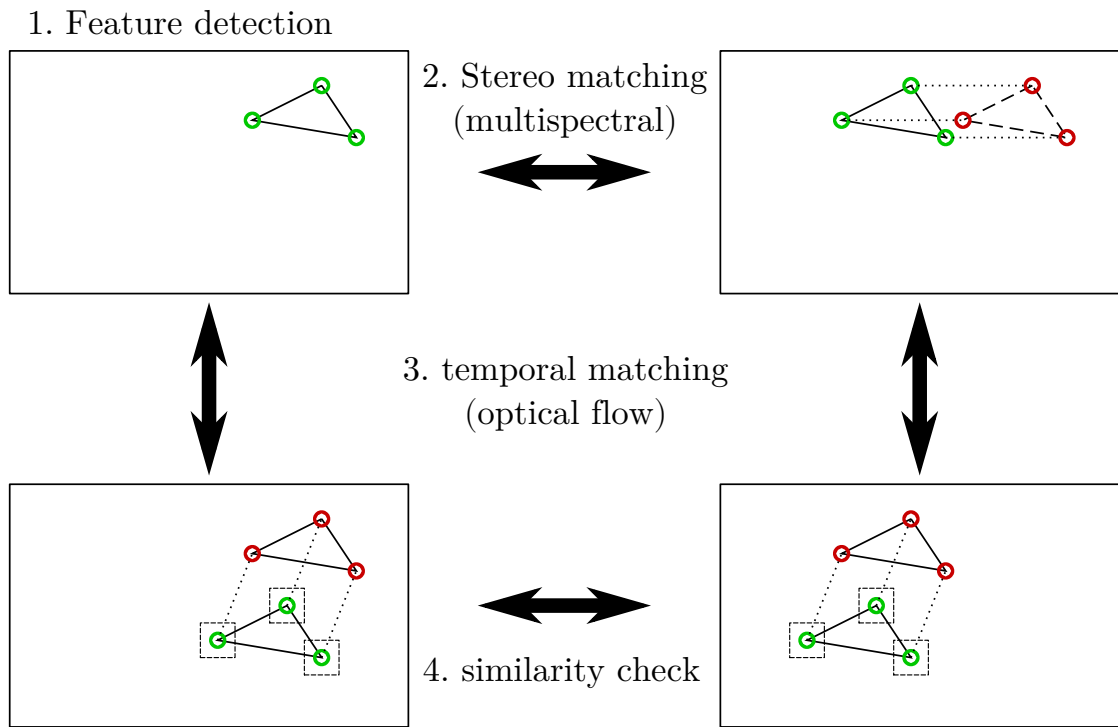 1. Feature detection
2. Stereo matching
(multispectral)
3. temporal matching
(optical flow)
4. similarity check